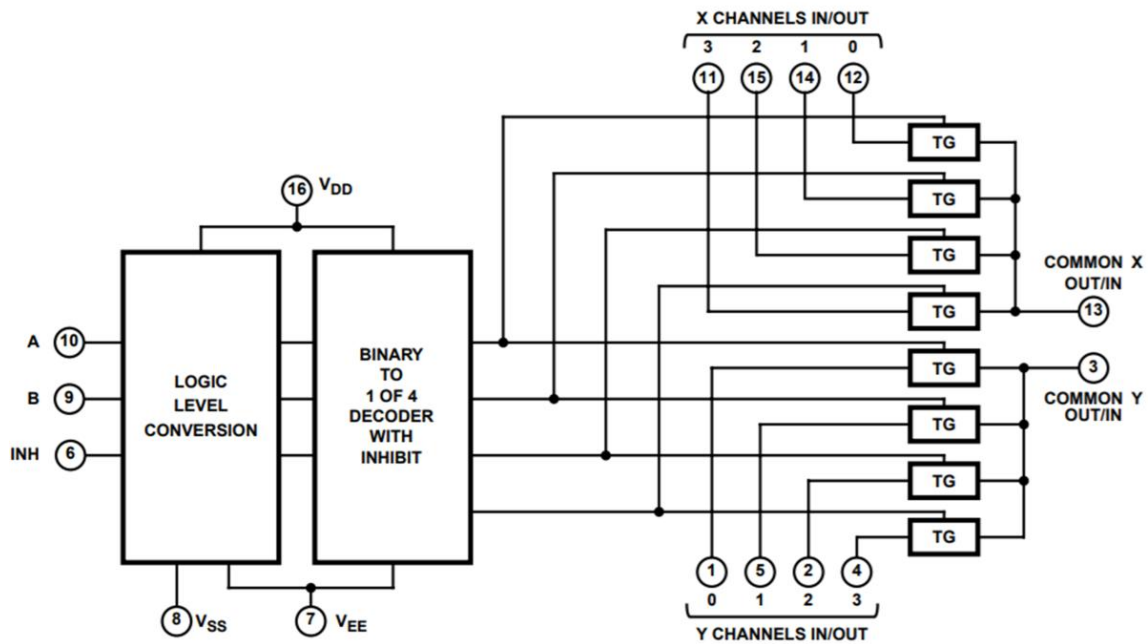 X CHANNELS IN/OUT
3 2 1 0
11 15 14 12
TG
16 VDD
TG
TG
COMMON X
OUT/IN
TG
13
A 10
B 9
INH 6
LOGIC
LEVEL
CONVERSION
BINARY
TO
1 OF 4
DECODER
WITH
INHIBIT
TG
3
COMMON Y
OUT/IN
TG
TG
TG
1 5 2 4
0 1 2 3
8 VSS
7 VEE
Y CHANNELS IN/OUT